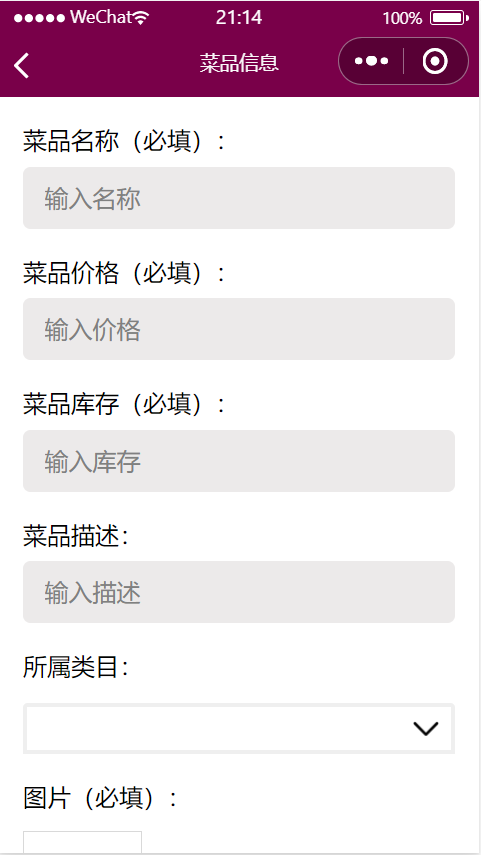 WeChat 21:14 100%
菜品信息
菜品名称（必填）：
输入名称
菜品价格（必填）：
输入价格
菜品库存（必填）：
输入库存
菜品描述：
输入描述
所属类目：
图片（必填）：